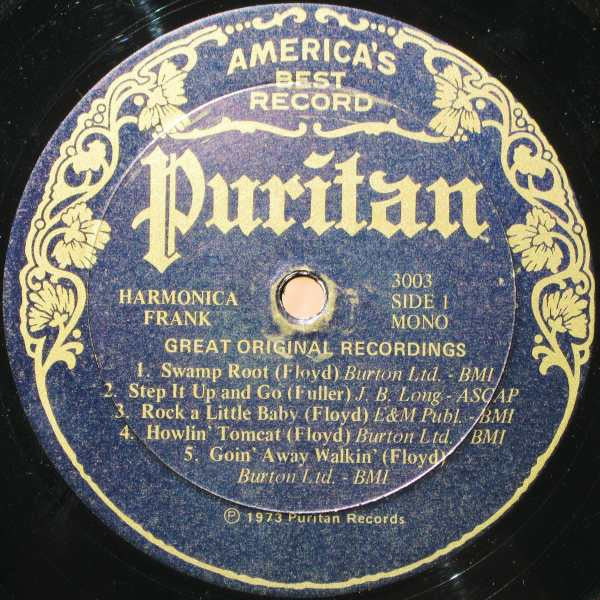 AMERICA'S
BEST
RECORD
Puritan
HARMONICA
FRANK
3003
SIDE 1
MONO
GREAT ORIGINAL RECORDINGS
1. Swamp Root (Floyd) Burton Ltd. - BMI
2. Step It Up and Go (Fuller) J. B. Long - ASCAP
3. Rock a Little Baby (Floyd) E&M Publ. - BMI
4. Howlin' Tomcat (Floyd) Burton Ltd. - BMI
5. Goin' Away Walkin' (Floyd)
Burton Ltd. - BMI
℗ 1973 Puritan Records